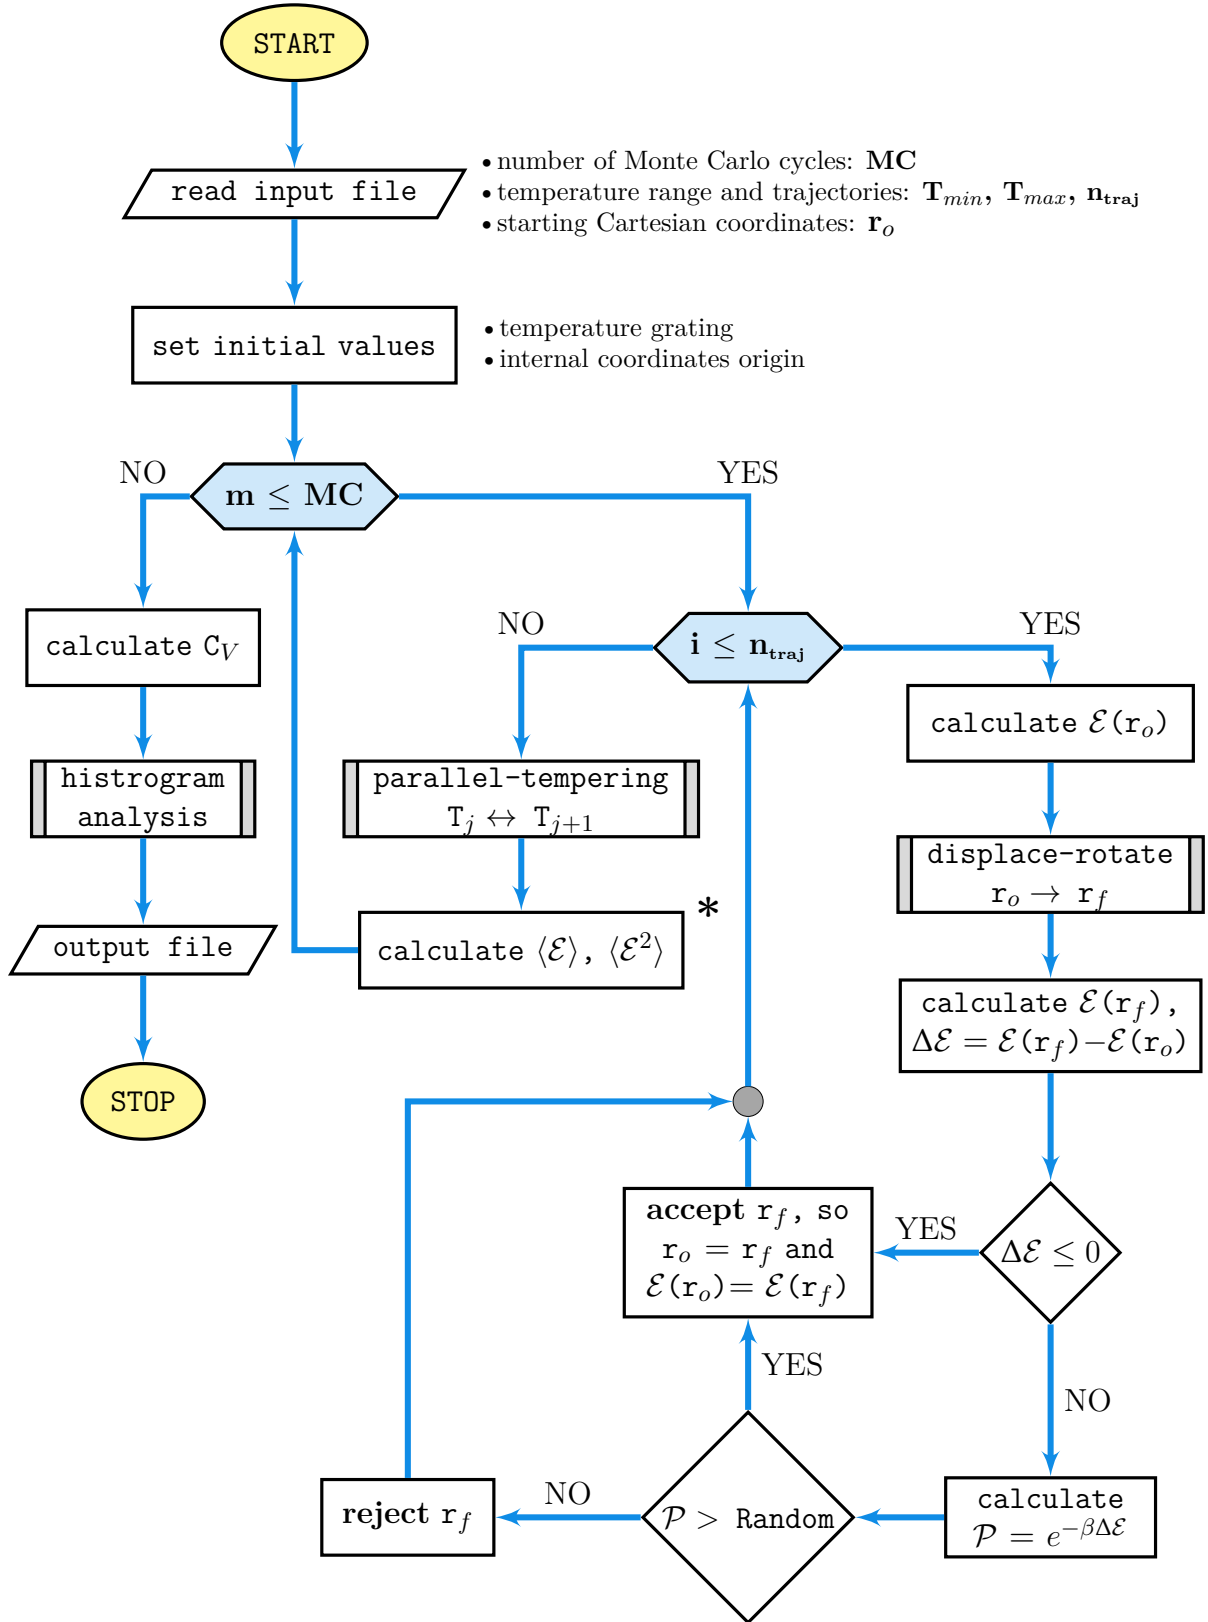 START
read input file
• number of Monte Carlo cycles: MC
• temperature range and trajectories: T_min, T_max, n_traj
• starting Cartesian coordinates: r_o
set initial values
• temperature grating
• internal coordinates origin
NO
m ≤ MC
YES
calculate C_V
histrogram
analysis
output file
STOP
NO
i ≤ n_traj
YES
parallel-tempering
T_j ↔ T_{j+1}
calculate ⟨ℰ⟩, ⟨ℰ²⟩
*
calculate ℰ(r_o)
displace-rotate
r_o → r_f
calculate ℰ(r_f),
Δℰ = ℰ(r_f)−ℰ(r_o)
Δℰ ≤ 0
YES
NO
accept r_f, so
r_o = r_f and
ℰ(r_o)= ℰ(r_f)
YES
calculate
𝒫 = e^{−βΔℰ}
𝒫 > Random
NO
reject r_f